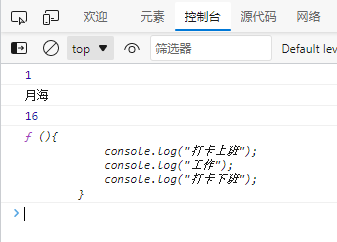 欢迎 元素 控制台 源代码 网络
top 筛选器 Default lev
1
月海
16
ƒ (){
console.log("打卡上班");
console.log("工作");
console.log("打卡下班");
}